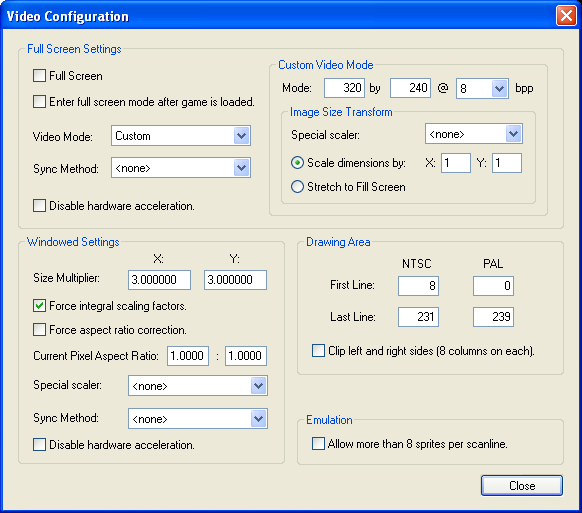 Video Configuration
Full Screen Settings
Full Screen
Enter full screen mode after game is loaded.
Video Mode: Custom
Sync Method: <none>
Disable hardware acceleration.
Custom Video Mode
Mode: 320 by 240 @ 8 bpp
Image Size Transform
Special scaler: <none>
Scale dimensions by: X: 1 Y: 1
Stretch to Fill Screen
Windowed Settings
X: Y:
Size Multiplier: 3.000000 3.000000
Force integral scaling factors.
Force aspect ratio correction.
Current Pixel Aspect Ratio: 1.0000 : 1.0000
Special scaler: <none>
Sync Method: <none>
Disable hardware acceleration.
Drawing Area
NTSC PAL
First Line: 8 0
Last Line: 231 239
Clip left and right sides (8 columns on each).
Emulation
Allow more than 8 sprites per scanline.
Close